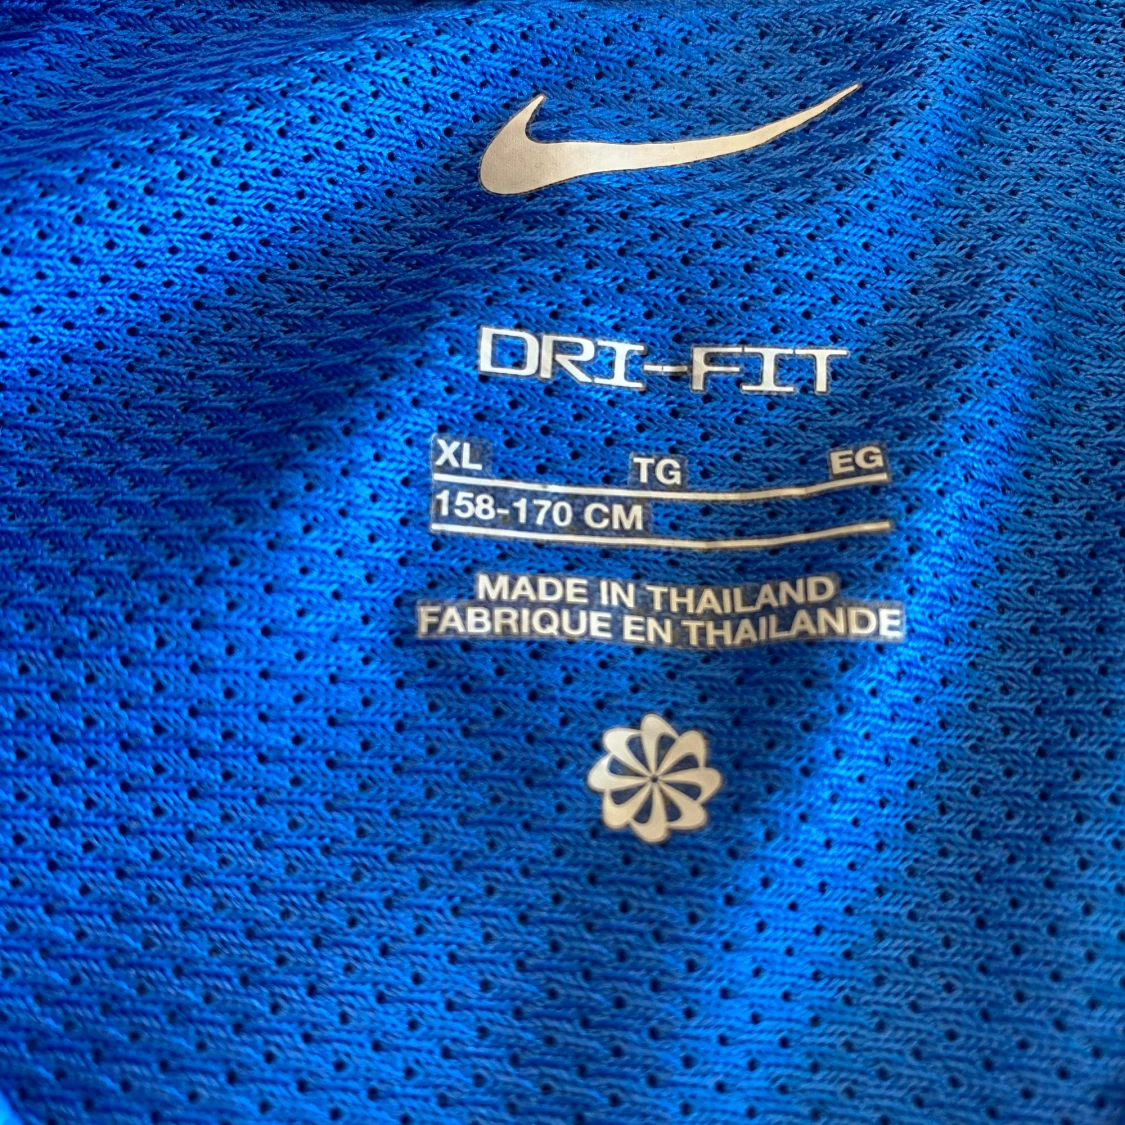 DRI-FIT
XL TG EG
158-170 CM
MADE IN THAILAND
FABRIQUE EN THAILANDE